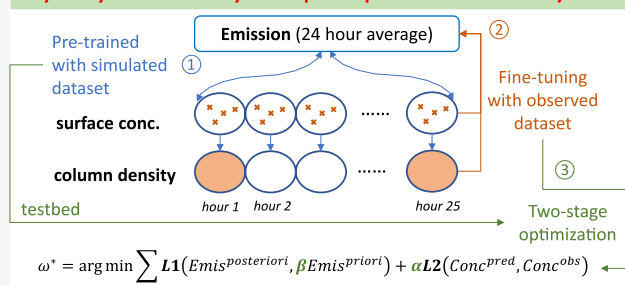 Emission (24 hour average)
②
Pre-trained
with simulated
dataset
①
Fine-tuning
with observed
dataset
surface conc.
......
③
column density
......
hour 1
hour 2
hour 25
testbed
Two-stage
optimization
ω* = arg min ∑ L1(Emis^posteriori, βEmis^priori) + αL2(Conc^pred, Conc^obs)